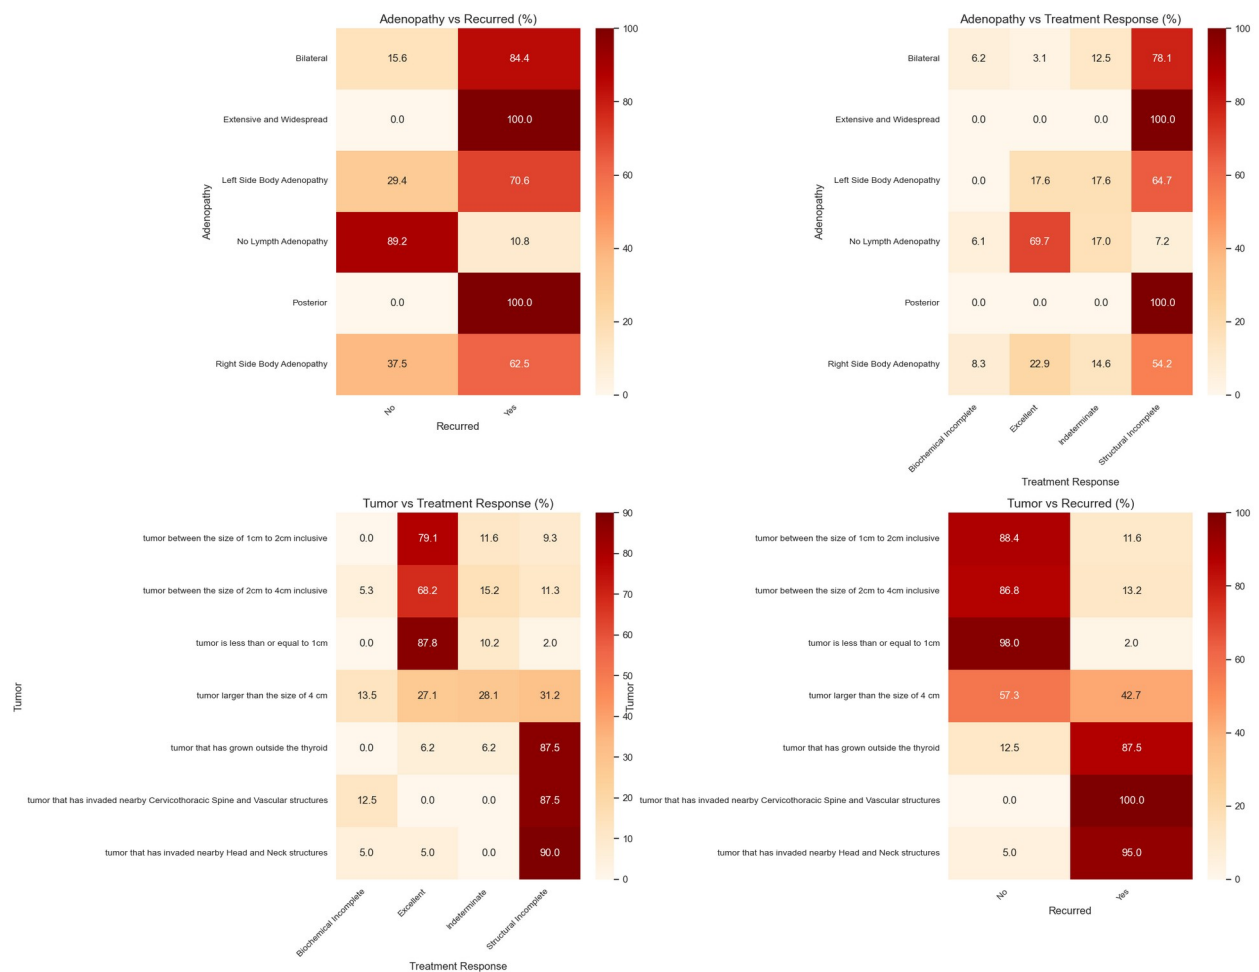 Adenopathy vs Recurred (%)
Adenopathy
Bilateral 15.6 84.4
Extensive and Widespread 0.0 100.0
Left Side Body Adenopathy 29.4 70.6
No Lympth Adenopathy 89.2 10.8
Posterior 0.0 100.0
Right Side Body Adenopathy 37.5 62.5
No Yes
Recurred
100
80
60
40
20
0
Adenopathy vs Treatment Response (%)
Adenopathy
Bilateral 6.2 3.1 12.5 78.1
Extensive and Widespread 0.0 0.0 0.0 100.0
Left Side Body Adenopathy 0.0 17.6 17.6 64.7
No Lympth Adenopathy 6.1 69.7 17.0 7.2
Posterior 0.0 0.0 0.0 100.0
Right Side Body Adenopathy 8.3 22.9 14.6 54.2
Biochemical Incomplete Excellent Indeterminate Structural Incomplete
Treatment Response
100
80
60
40
20
0
Tumor vs Treatment Response (%)
Tumor
tumor between the size of 1cm to 2cm inclusive 0.0 79.1 11.6 9.3
tumor between the size of 2cm to 4cm inclusive 5.3 68.2 15.2 11.3
tumor is less than or equal to 1cm 0.0 87.8 10.2 2.0
tumor larger than the size of 4 cm 13.5 27.1 28.1 31.2
tumor that has grown outside the thyroid 0.0 6.2 6.2 87.5
tumor that has invaded nearby Cervicothoracic Spine and Vascular structures 12.5 0.0 0.0 87.5
tumor that has invaded nearby Head and Neck structures 5.0 5.0 0.0 90.0
Biochemical Incomplete Excellent Indeterminate Structural Incomplete
Treatment Response
90
80
70
60
50
40
30
20
10
0
Tumor vs Recurred (%)
Tumor
tumor between the size of 1cm to 2cm inclusive 88.4 11.6
tumor between the size of 2cm to 4cm inclusive 86.8 13.2
tumor is less than or equal to 1cm 98.0 2.0
tumor larger than the size of 4 cm 57.3 42.7
tumor that has grown outside the thyroid 12.5 87.5
tumor that has invaded nearby Cervicothoracic Spine and Vascular structures 0.0 100.0
tumor that has invaded nearby Head and Neck structures 5.0 95.0
No Yes
Recurred
100
80
60
40
20
0